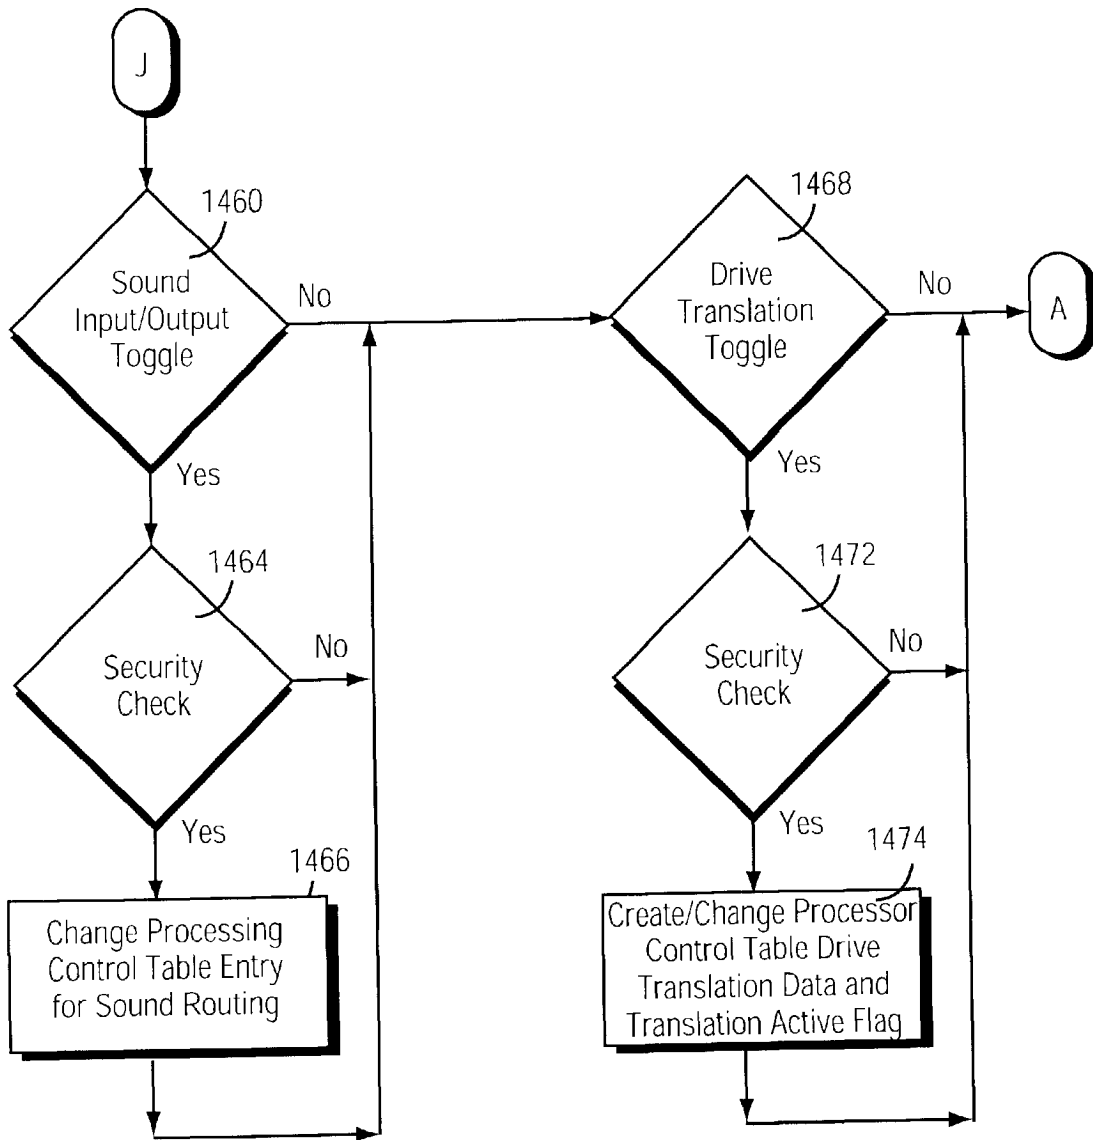 J
1460
Sound
Input/Output
Toggle
No
Yes
1464
Security
Check
No
Yes
1466
Change Processing
Control Table Entry
for Sound Routing
1468
Drive
Translation
Toggle
No
A
Yes
1472
Security
Check
No
Yes
1474
Create/Change Processor
Control Table Drive
Translation Data and
Translation Active Flag